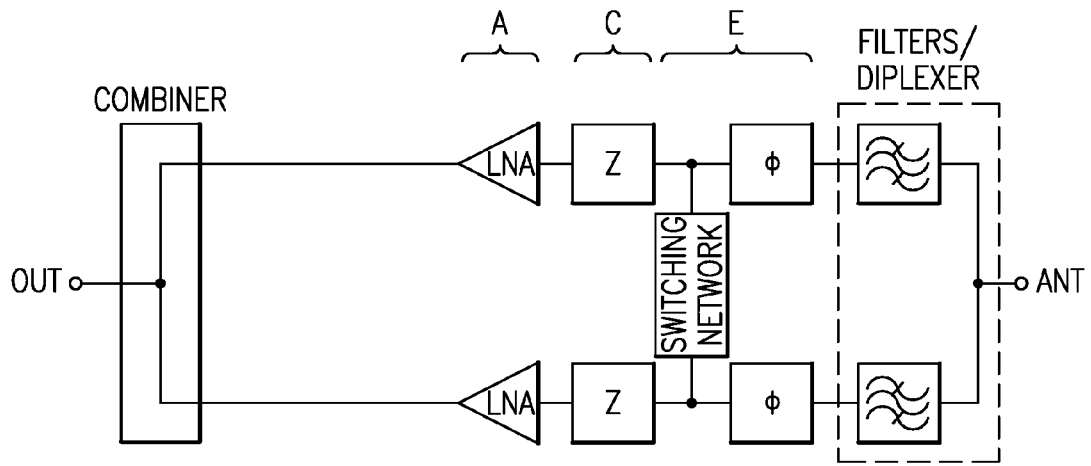 A C E
FILTERS/
DIPLEXER
COMBINER
LNA Z ϕ
SWITCHING
NETWORK
OUT ANT
LNA Z ϕ